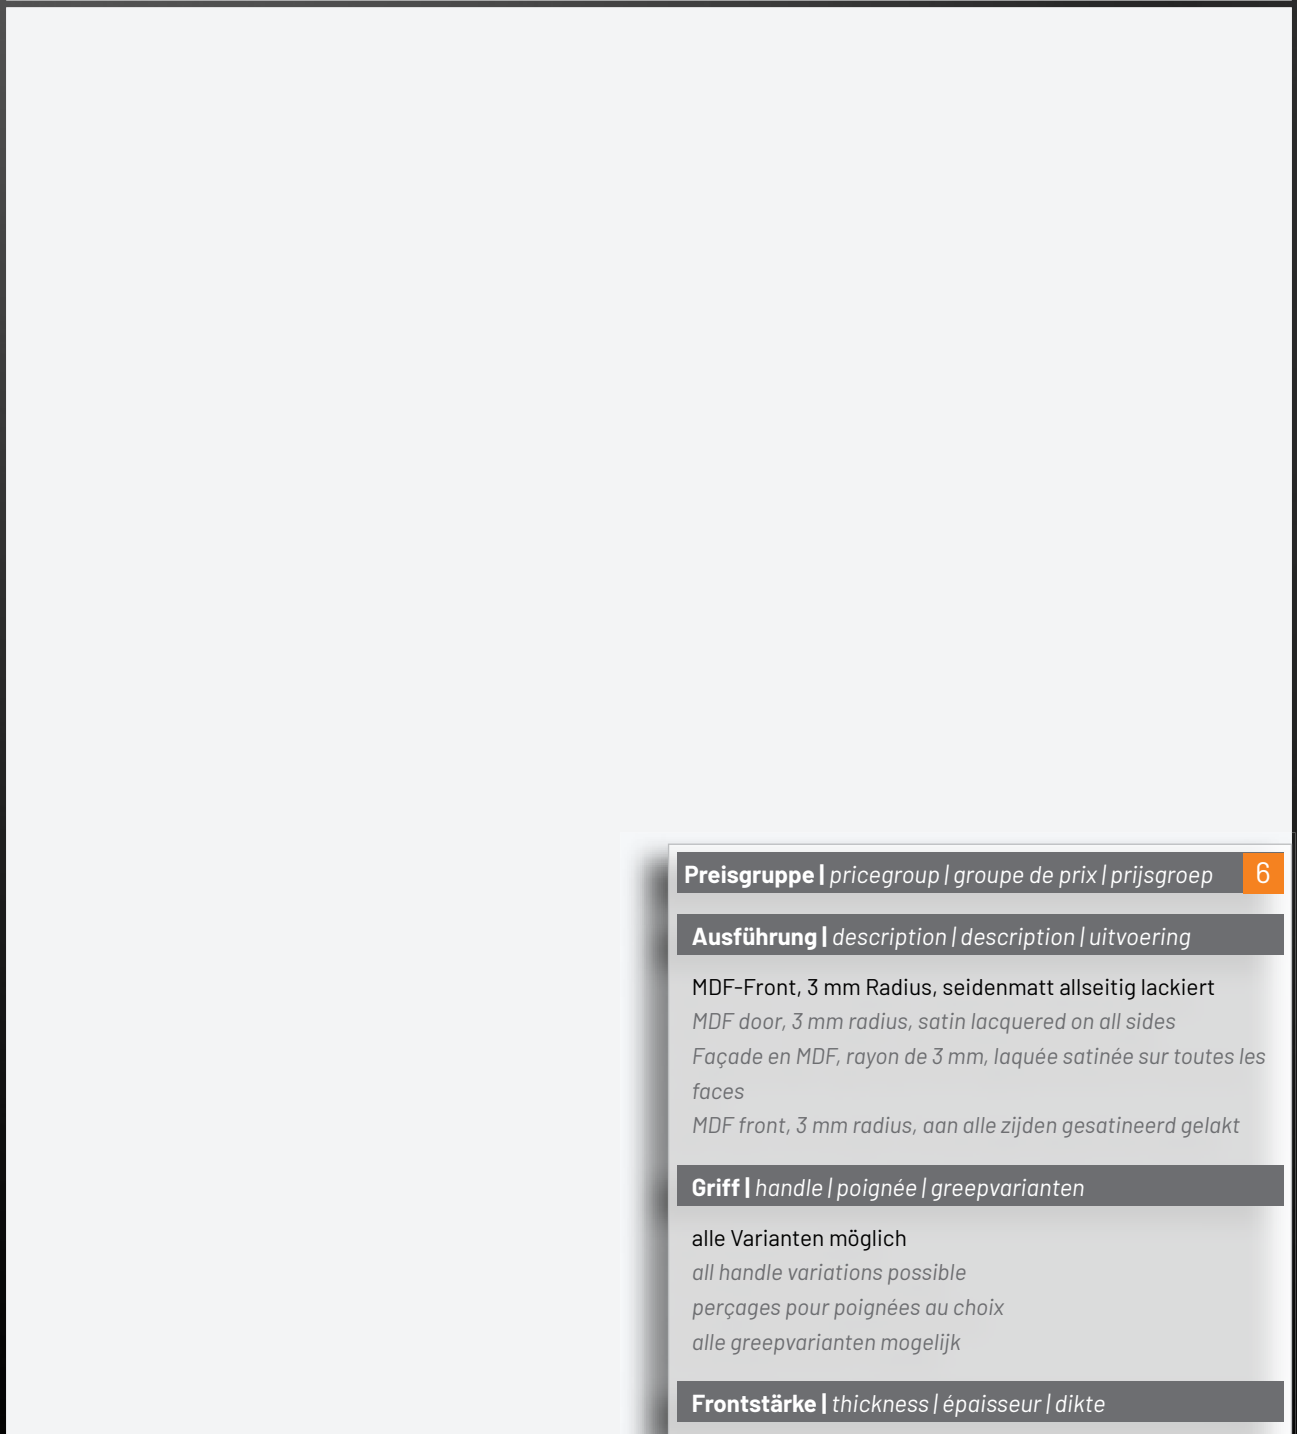 Preisgruppe | pricegroup | groupe de prix | prijsgroep 6
Ausführung | description | description | uitvoering
MDF-Front, 3 mm Radius, seidenmatt allseitig lackiert
MDF door, 3 mm radius, satin lacquered on all sides
Façade en MDF, rayon de 3 mm, laquée satinée sur toutes les
faces
MDF front, 3 mm radius, aan alle zijden gesatineerd gelakt
Griff | handle | poignée | greepvarianten
alle Varianten möglich
all handle variations possible
perçages pour poignées au choix
alle greepvarianten mogelijk
Frontstärke | thickness | épaisseur | dikte